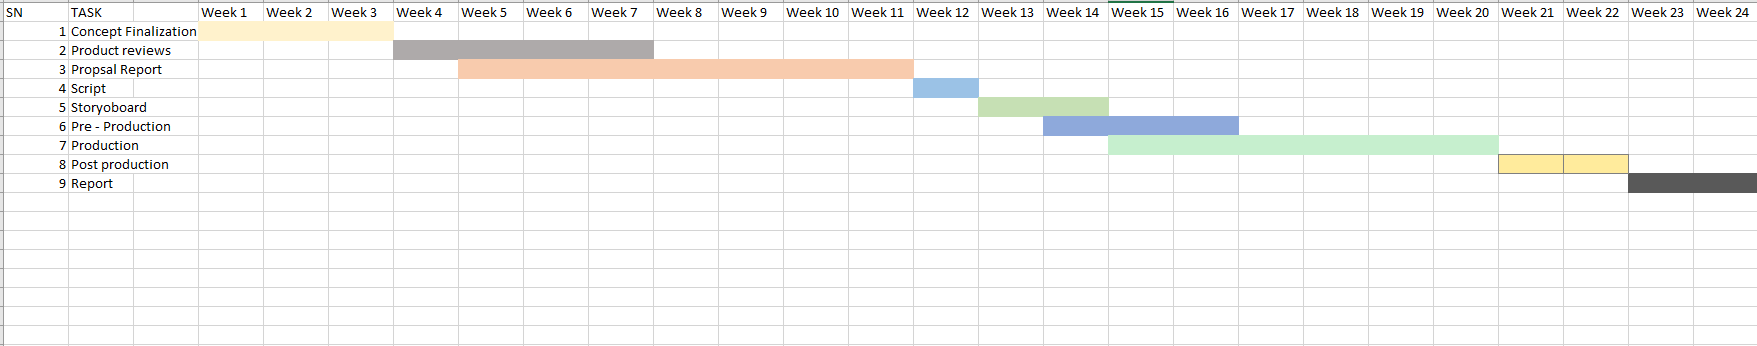 SN TASK Week 1 Week 2 Week 3 Week 4 Week 5 Week 6 Week 7 Week 8 Week 9 Week 10 Week 11 Week 12 Week 13 Week 14 Week 15 Week 16 Week 17 Week 18 Week 19 Week 20 Week 21 Week 22 Week 23 Week 24
1 Concept Finalization
2 Product reviews
3 Propsal Report
4 Script
5 Storyoboard
6 Pre - Production
7 Production
8 Post production
9 Report